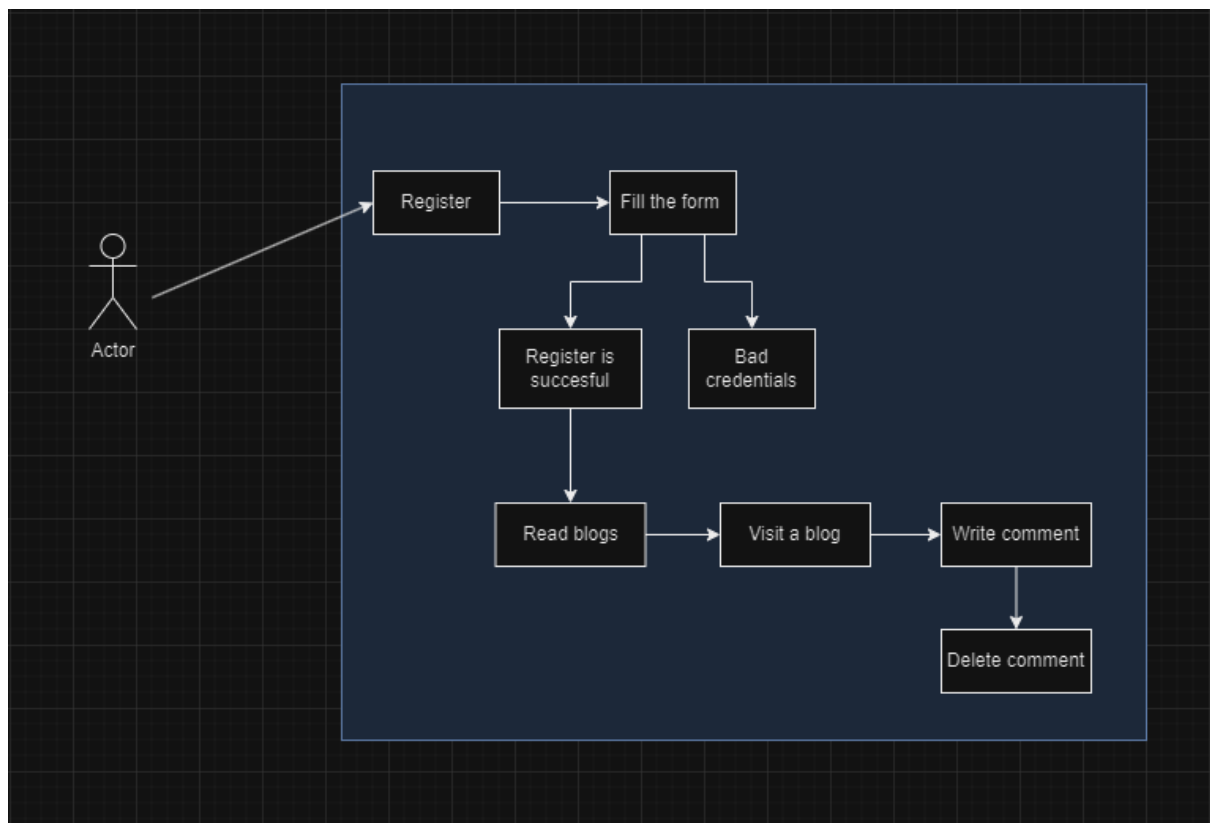 Register
Fill the form
Actor
Register is
succesful
Bad
credentials
Read blogs
Visit a blog
Write comment
Delete comment